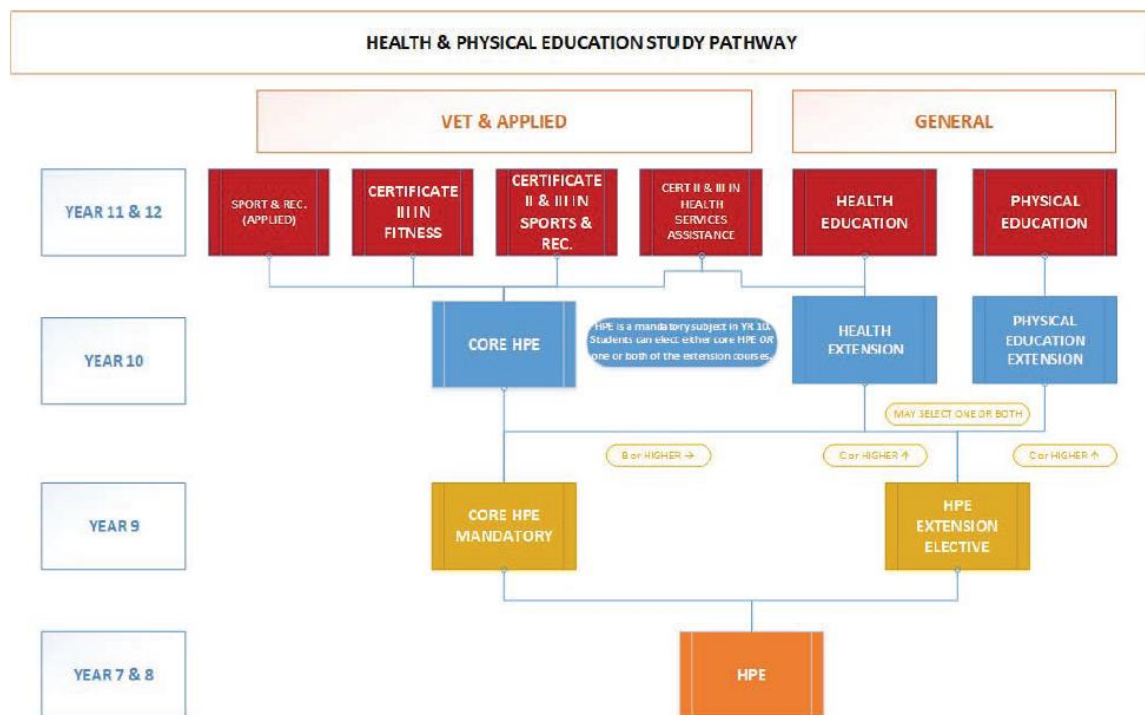 HEALTH & PHYSICAL EDUCATION STUDY PATHWAY
VET & APPLIED
GENERAL
YEAR 11 & 12
SPORT & REC.
(APPLIED)
CERTIFICATE
III IN
FITNESS
CERTIFICATE
II & III IN
SPORTS &
REC.
CERT II & III IN
HEALTH
SERVICES
ASSISTANCE
HEALTH
EDUCATION
PHYSICAL
EDUCATION
YEAR 10
CORE HPE
HPE is a mandatory subject in YR 10.
Students can elect either core HPE OR
one or both of the extension courses.
HEALTH
EXTENSION
PHYSICAL
EDUCATION
EXTENSION
MAY SELECT ONE OR BOTH
B or HIGHER →
C or HIGHER ↑
C or HIGHER ↑
YEAR 9
CORE HPE
MANDATORY
HPE
EXTENSION
ELECTIVE
YEAR 7 & 8
HPE